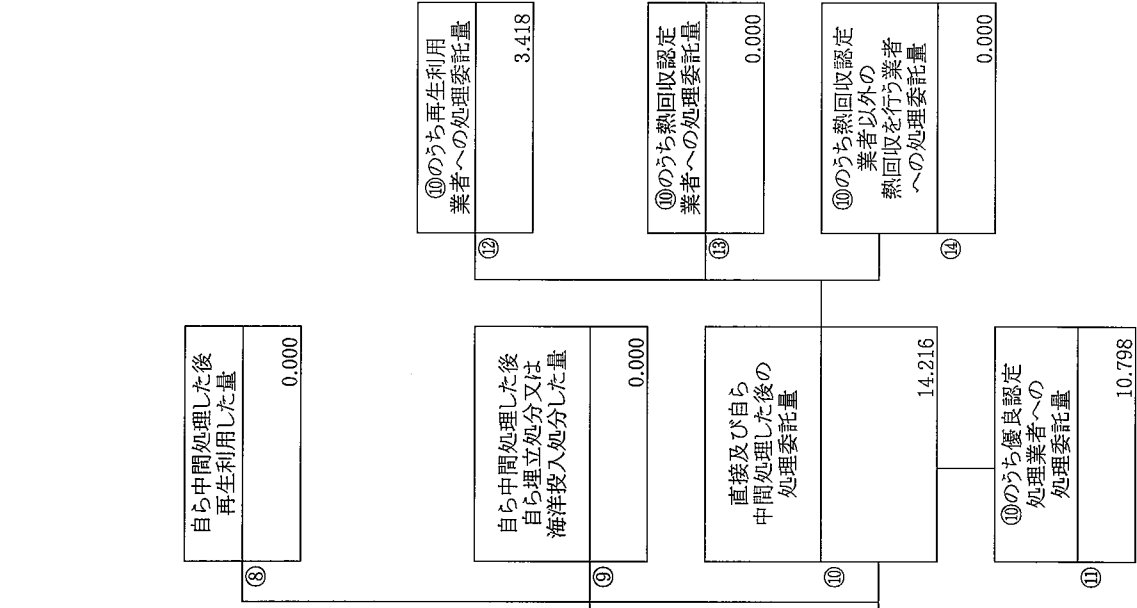 ⑧
自ら中間処理した後
再生利用した量
0.000
⑨
自ら中間処理した後
自ら埋立処分又は
海洋投入処分した量
0.000
⑩
直接及び自ら
中間処理した後の
処理委託量
14.216
⑪
⑩のうち優良認定
処理業者への
処理委託量
10.798
⑫
⑩のうち再生利用
業者への処理委託量
3.418
⑬
⑩のうち熱回収認定
業者への処理委託量
0.000
⑭
⑩のうち熱回収認定
業者以外の
熱回収を行う業者
への処理委託量
0.000